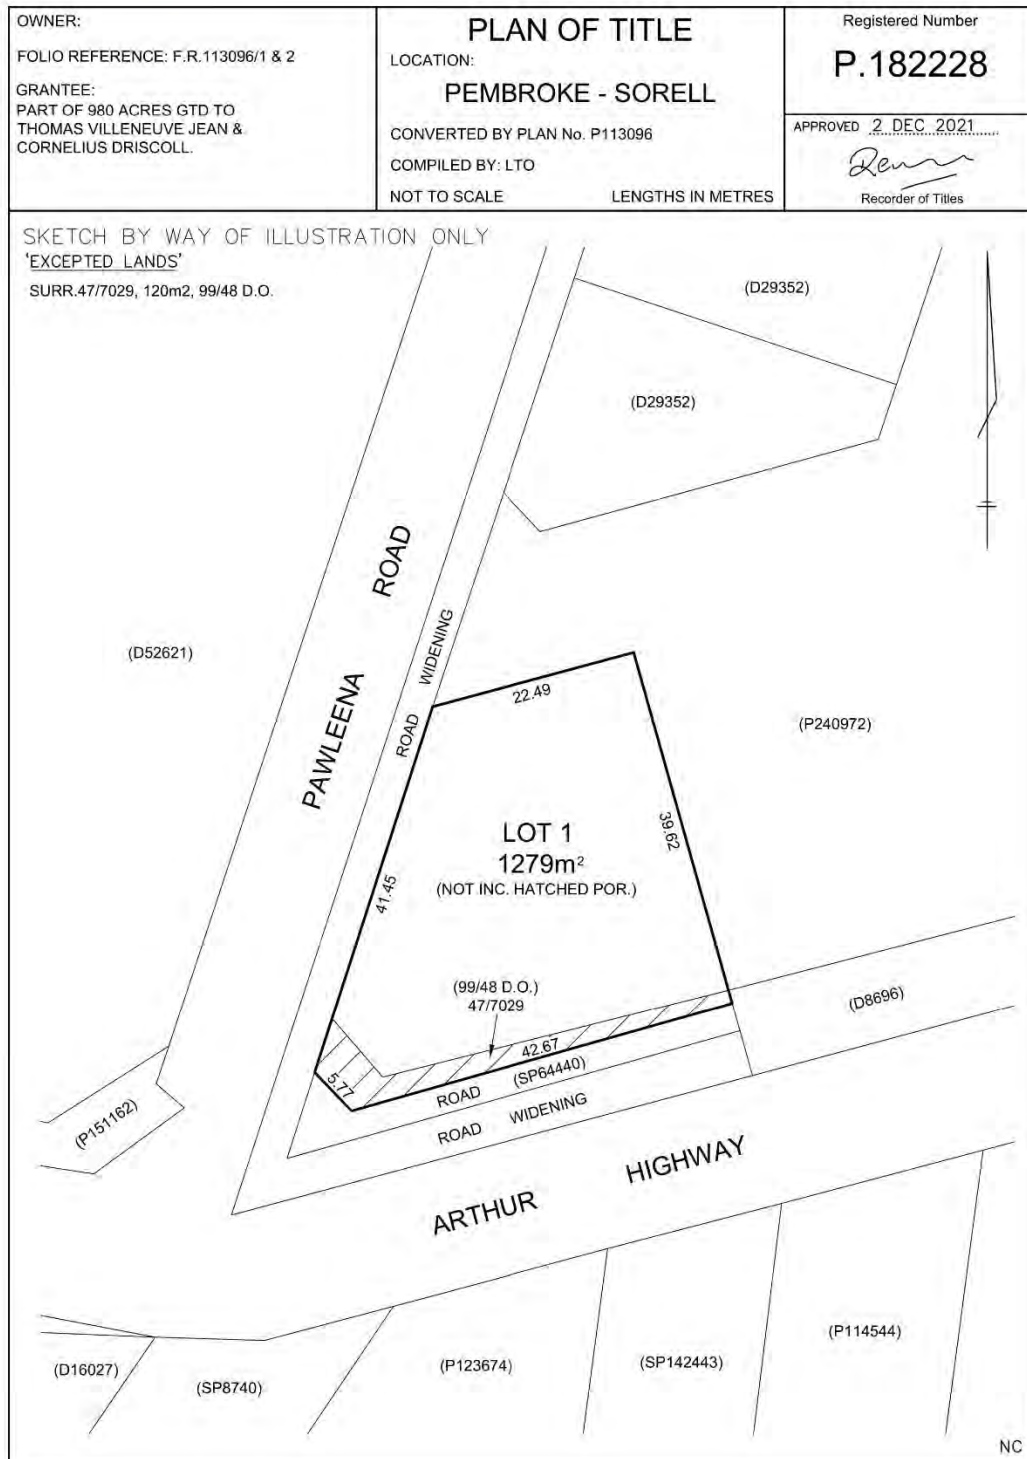 OWNER:
FOLIO REFERENCE: F.R.113096/1 & 2
GRANTEE:
PART OF 980 ACRES GTD TO
THOMAS VILLENEUVE JEAN &
CORNELIUS DRISCOLL.
PLAN OF TITLE
LOCATION:
PEMBROKE - SORELL
CONVERTED BY PLAN No. P113096
COMPILED BY: LTO
NOT TO SCALE LENGTHS IN METRES
Registered Number
P.182228
APPROVED 2 DEC 2021
Recorder of Titles
SKETCH BY WAY OF ILLUSTRATION ONLY
'EXCEPTED LANDS'
SURR.47/7029, 120m2, 99/48 D.O.
(D29352)
(D29352)
PAWLEENA ROAD
ROAD WIDENING
(D52621)
22.49
(P240972)
39.62
LOT 1
1279m²
(NOT INC. HATCHED POR.)
41.45
(99/48 D.O.)
47/7029
(D8696)
42.67
5.77
ROAD (SP64440)
ROAD WIDENING
(P151162)
ARTHUR HIGHWAY
(D16027)
(SP8740)
(P123674)
(SP142443)
(P114544)
NC